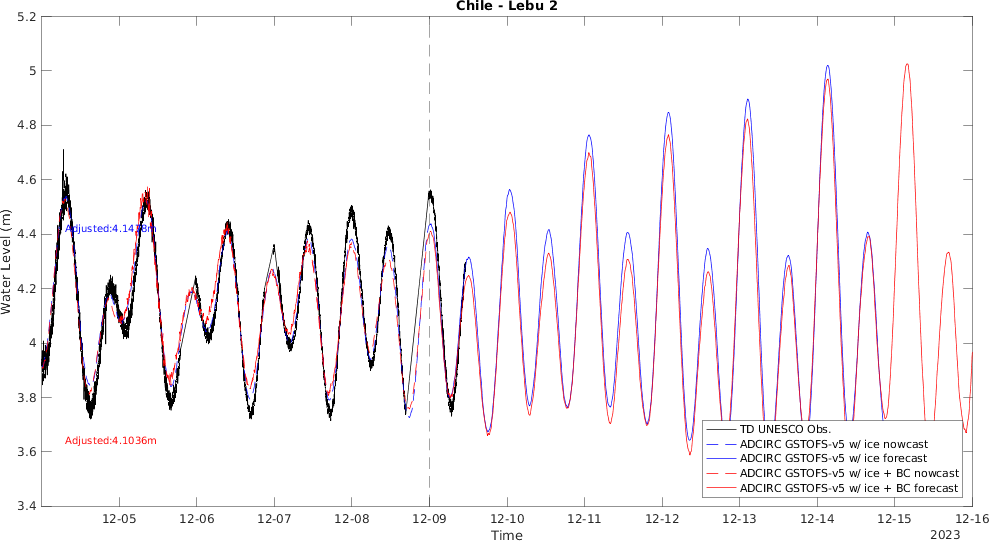 Chile - Lebu 2
5.2
5
4.8
4.6
4.4
4.2
4
3.8
3.6
3.4
Water Level (m)
Adjusted:4.1418m
Adjusted:4.1036m
TD UNESCO Obs.
ADCIRC GSTOFS-v5 w/ ice nowcast
ADCIRC GSTOFS-v5 w/ ice forecast
ADCIRC GSTOFS-v5 w/ ice + BC nowcast
ADCIRC GSTOFS-v5 w/ ice + BC forecast
12-05
12-06
12-07
12-08
12-09
12-10
12-11
12-12
12-13
12-14
12-15
12-16
Time
2023